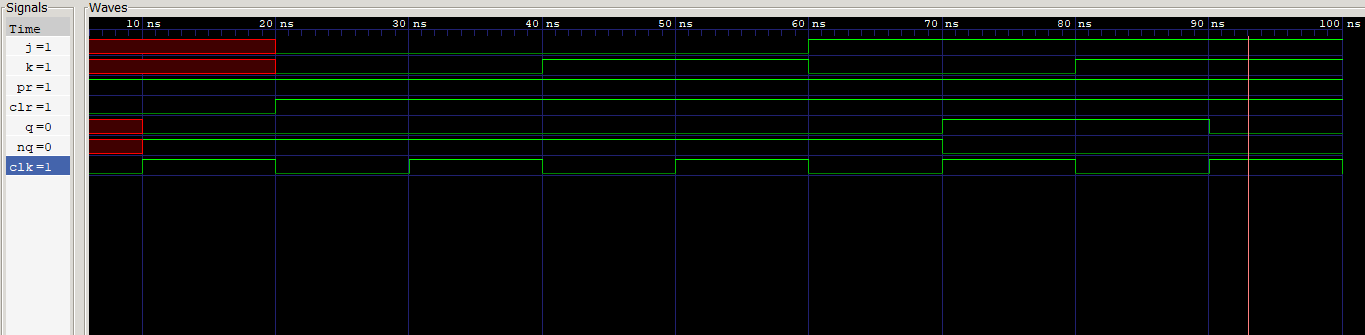 Signals
Waves
Time
10 ns 20 ns 30 ns 40 ns 50 ns 60 ns 70 ns 80 ns 90 ns 100 ns
j=1
k=1
pr=1
clr=1
q=0
nq=0
clk=1